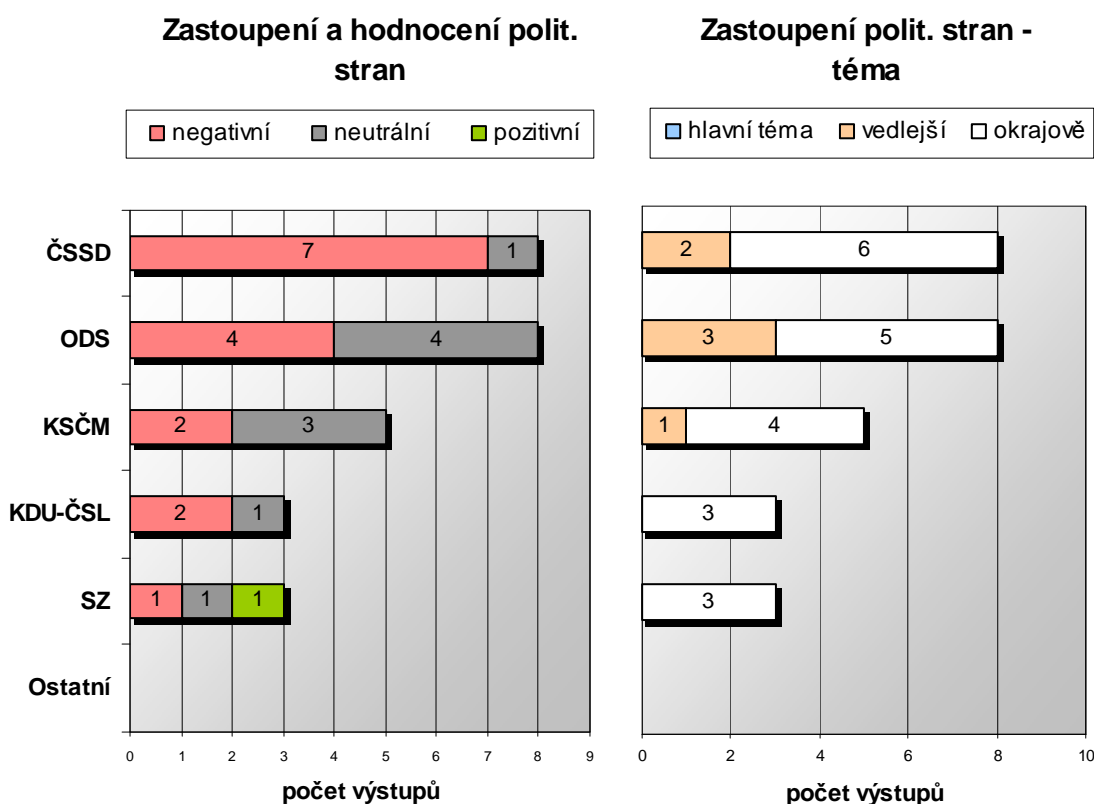 Zastoupení a hodnocení polit.
stran
negativní neutrální pozitivní
ČSSD 7 1
ODS 4 4
KSČM 2 3
KDU-ČSL 2 1
SZ 1 1 1
Ostatní
0 1 2 3 4 5 6 7 8 9
počet výstupů
Zastoupení polit. stran -
téma
hlavní téma vedlejší okrajově
2 6
3 5
1 4
3
3
0 2 4 6 8 10
počet výstupů